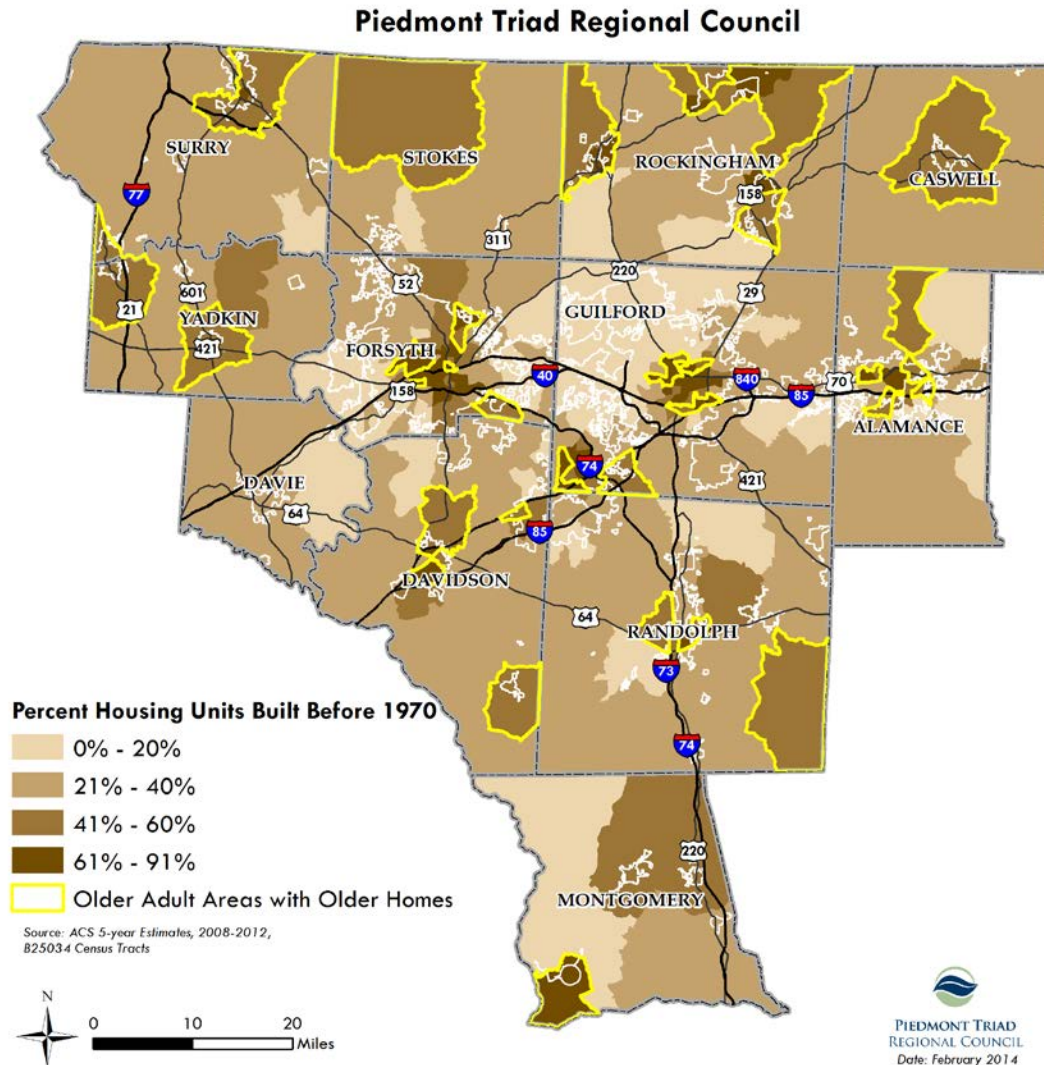 Piedmont Triad Regional Council
SURRY
STOKES
ROCKINGHAM
CASWELL
77
158
311
220
52
601
21
YADKIN
421
29
GUILFORD
FORSYTH
158
40
840
85
70
ALAMANCE
74
421
DAVIE
64
85
DAVIDSON
64
RANDOLPH
73
74
220
MONTGOMERY
Percent Housing Units Built Before 1970
0% - 20%
21% - 40%
41% - 60%
61% - 91%
Older Adult Areas with Older Homes
Source: ACS 5-year Estimates, 2008-2012,
B25034 Census Tracts
N
0 10 20
Miles
PIEDMONT TRIAD
REGIONAL COUNCIL
Date: February 2014